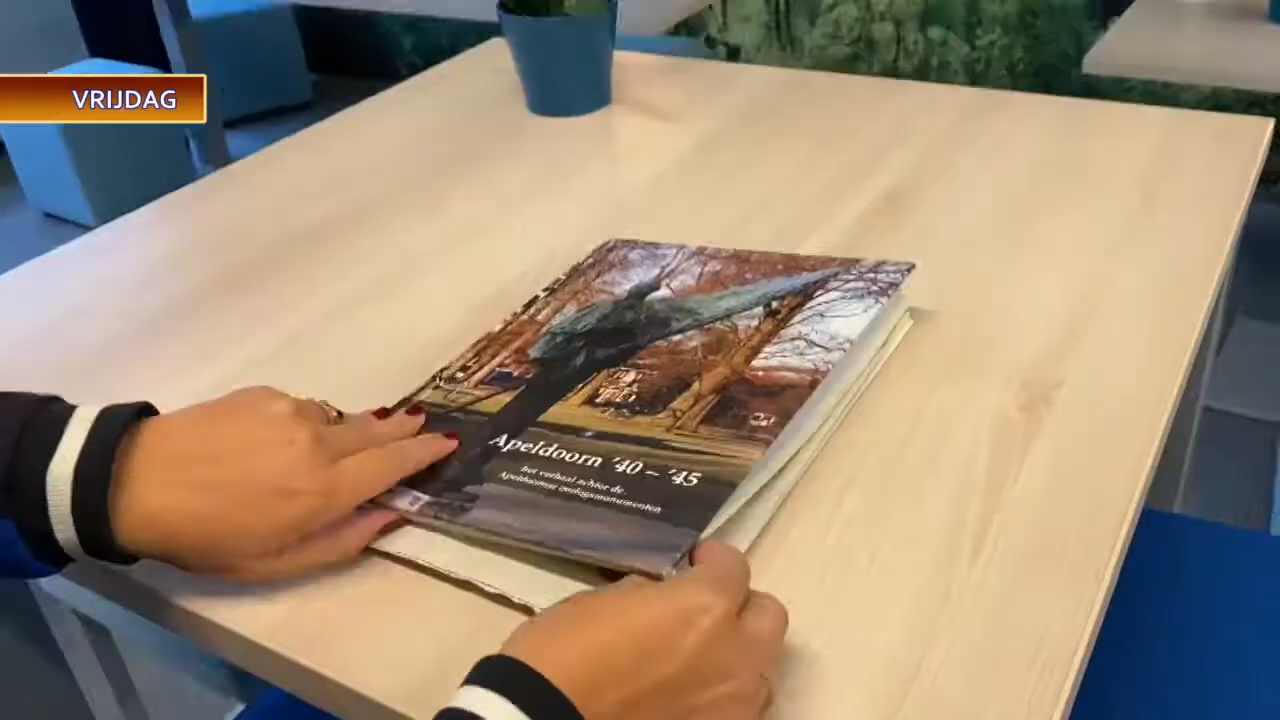 VRIJDAG
Apeldoorn '40 – '45
het verhaal achter de
Apeldoornse oorlogsmonumenten